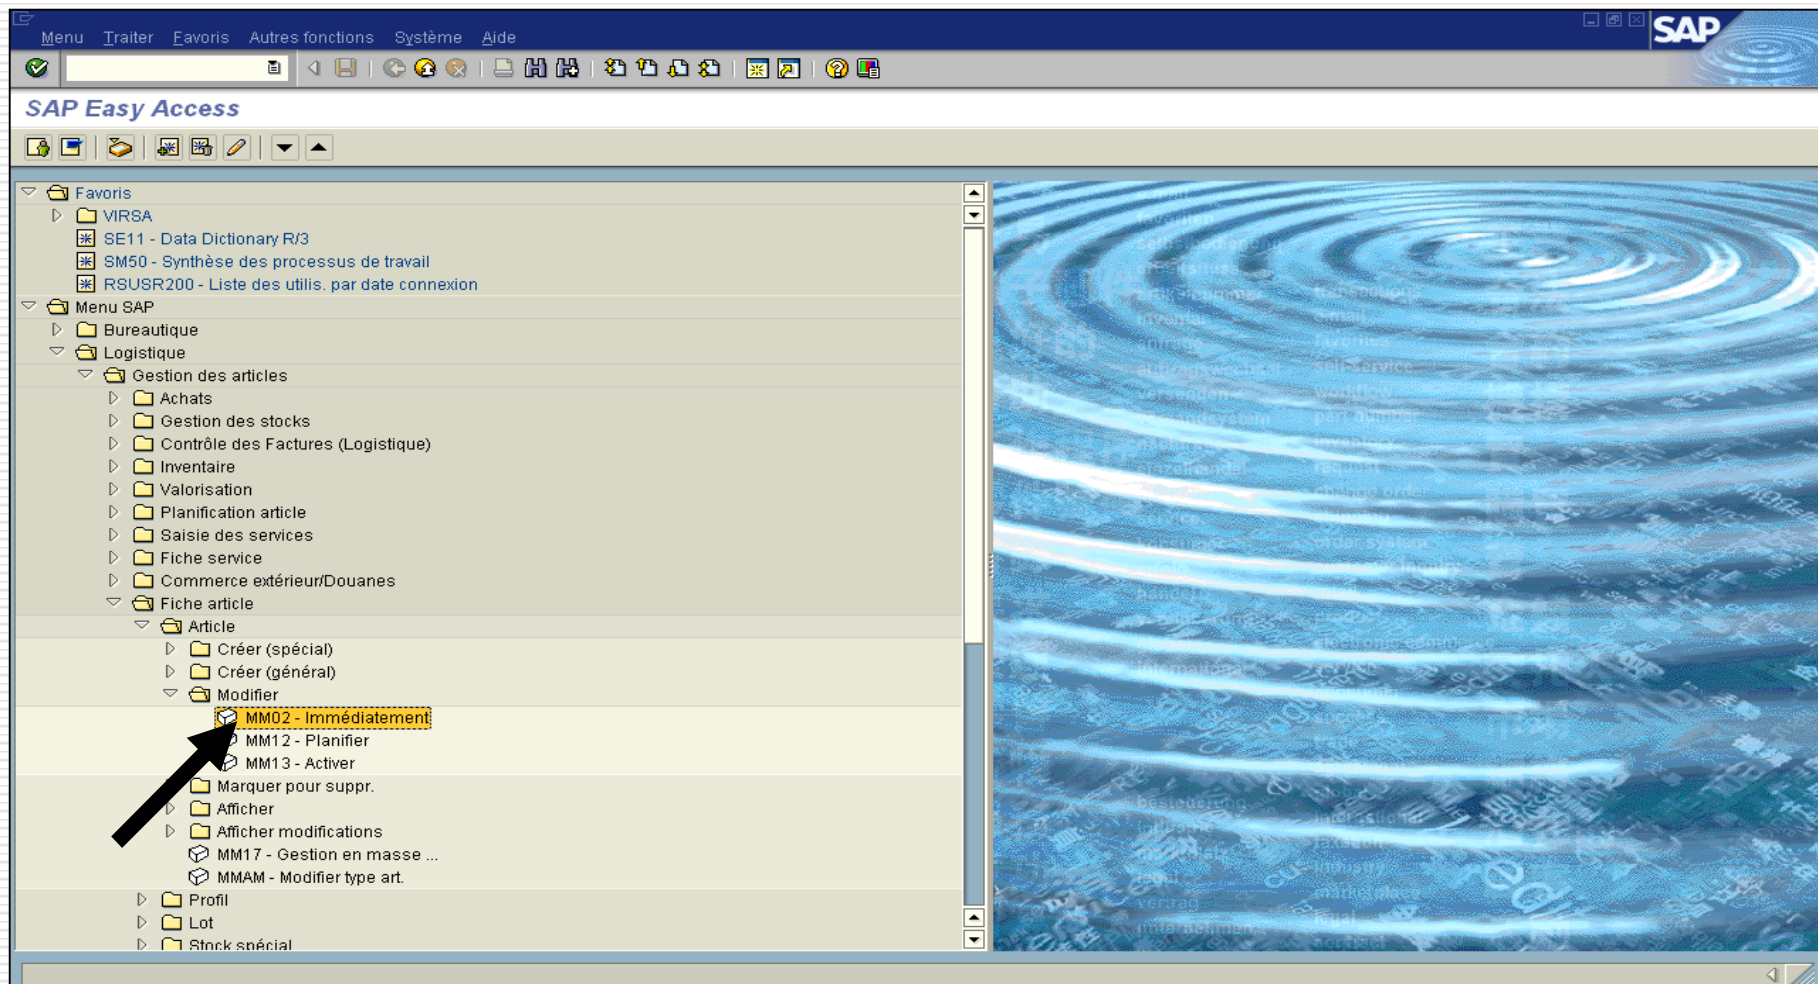 Menu Traiter Favoris Autres fonctions Système Aide
SAP
SAP Easy Access
Favoris
VIRSA
SE11 - Data Dictionary R/3
SM50 - Synthèse des processus de travail
RSUSR200 - Liste des utilis. par date connexion
Menu SAP
Bureautique
Logistique
Gestion des articles
Achats
Gestion des stocks
Contrôle des Factures (Logistique)
Inventaire
Valorisation
Planification article
Saisie des services
Fiche service
Commerce extérieur/Douanes
Fiche article
Article
Créer (spécial)
Créer (général)
Modifier
MM02 - Immédiatement
MM12 - Planifier
MM13 - Activer
Marquer pour suppr.
Afficher
Afficher modifications
MM17 - Gestion en masse ...
MMAM - Modifier type art.
Profil
Lot
Stock spécial